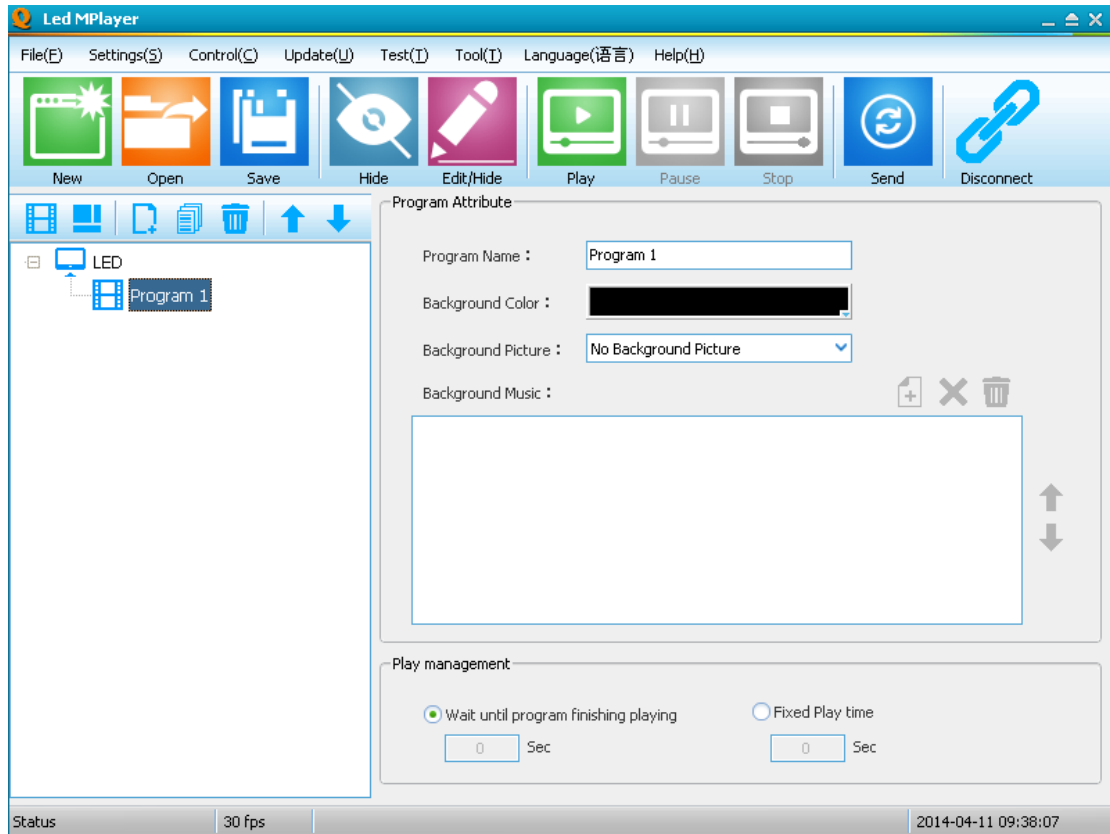 Led MPlayer
File(F) Settings(S) Control(C) Update(U) Test(T) Tool(T) Language(语言) Help(H)
New Open Save Hide Edit/Hide Play Pause Stop Send Disconnect
LED
Program 1
Program Attribute
Program Name：
Program 1
Background Color：
Background Picture：
No Background Picture
Background Music：
Play management
Wait until program finishing playing
0 Sec
Fixed Play time
0 Sec
Status 30 fps 2014-04-11 09:38:07